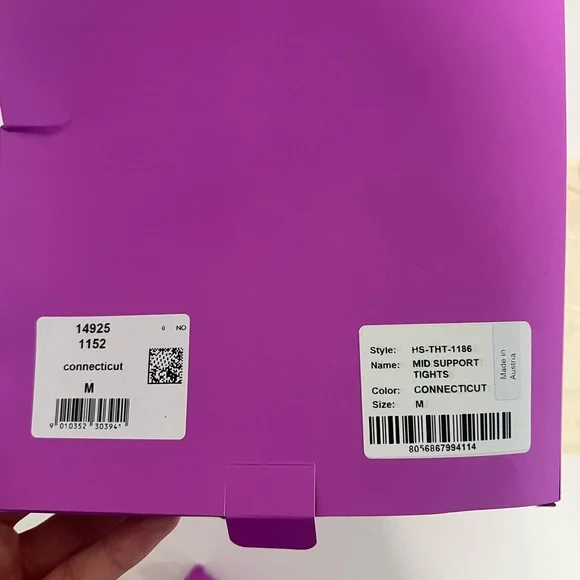 14925
1152
0 NO
connecticut
M
9 010352 303941
Style: HS-THT-1186
Name: MID SUPPORT
TIGHTS
Color: CONNECTICUT
Size: M
8056867994114
Made in
Austria